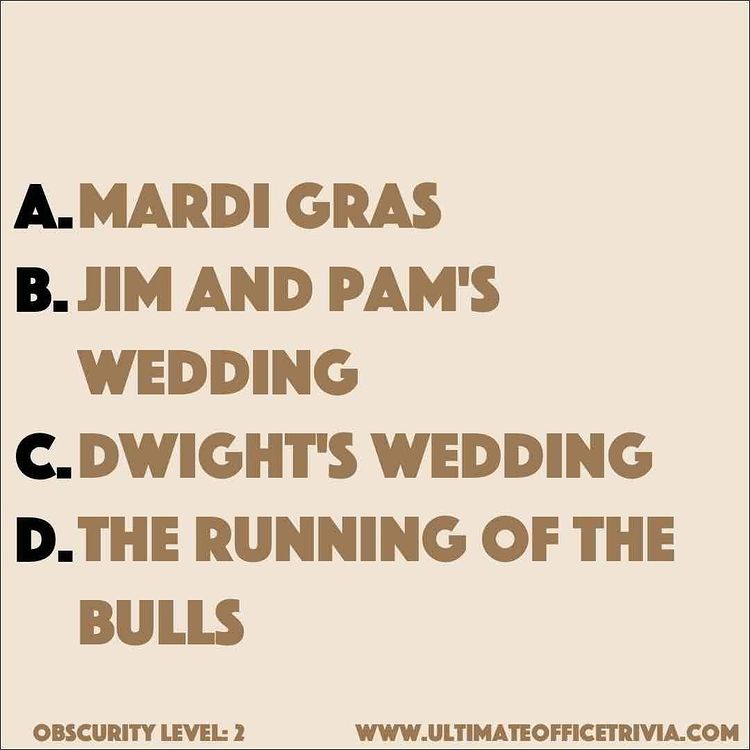 A. MARDI GRAS
B. JIM AND PAM'S
WEDDING
C. DWIGHT'S WEDDING
D. THE RUNNING OF THE
BULLS
OBSCURITY LEVEL: 2 WWW.ULTIMATEOFFICETRIVIA.COM